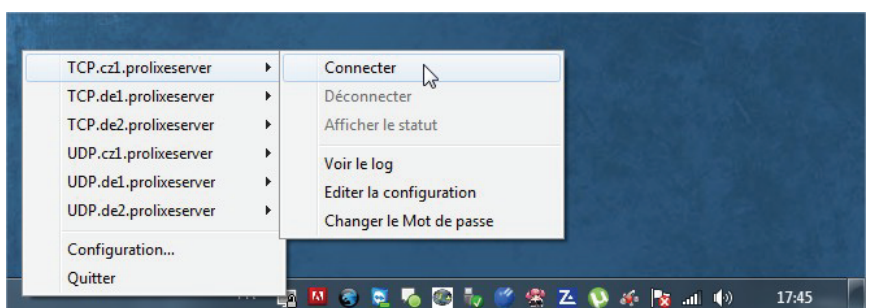 TCP.cz1.prolixeserver
TCP.de1.prolixeserver
TCP.de2.prolixeserver
UDP.cz1.prolixeserver
UDP.de1.prolixeserver
UDP.de2.prolixeserver
Configuration...
Quitter
Connecter
Déconnecter
Afficher le statut
Voir le log
Editer la configuration
Changer le Mot de passe
17:45